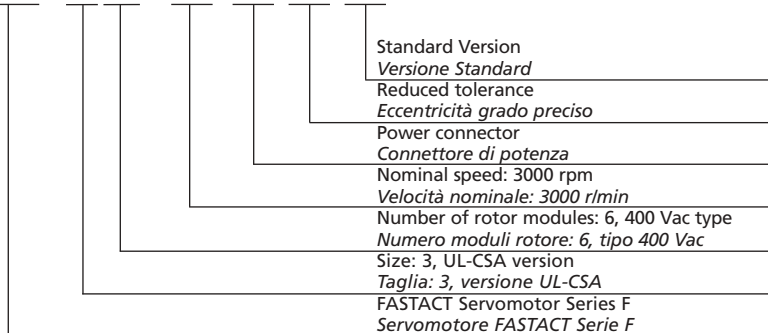 Standard Version
Versione Standard
Reduced tolerance
Eccentricità grado preciso
Power connector
Connettore di potenza
Nominal speed: 3000 rpm
Velocità nominale: 3000 r/min
Number of rotor modules: 6, 400 Vac type
Numero moduli rotore: 6, tipo 400 Vac
Size: 3, UL-CSA version
Taglia: 3, versione UL-CSA
FASTACT Servomotor Series F
Servomotore FASTACT Serie F